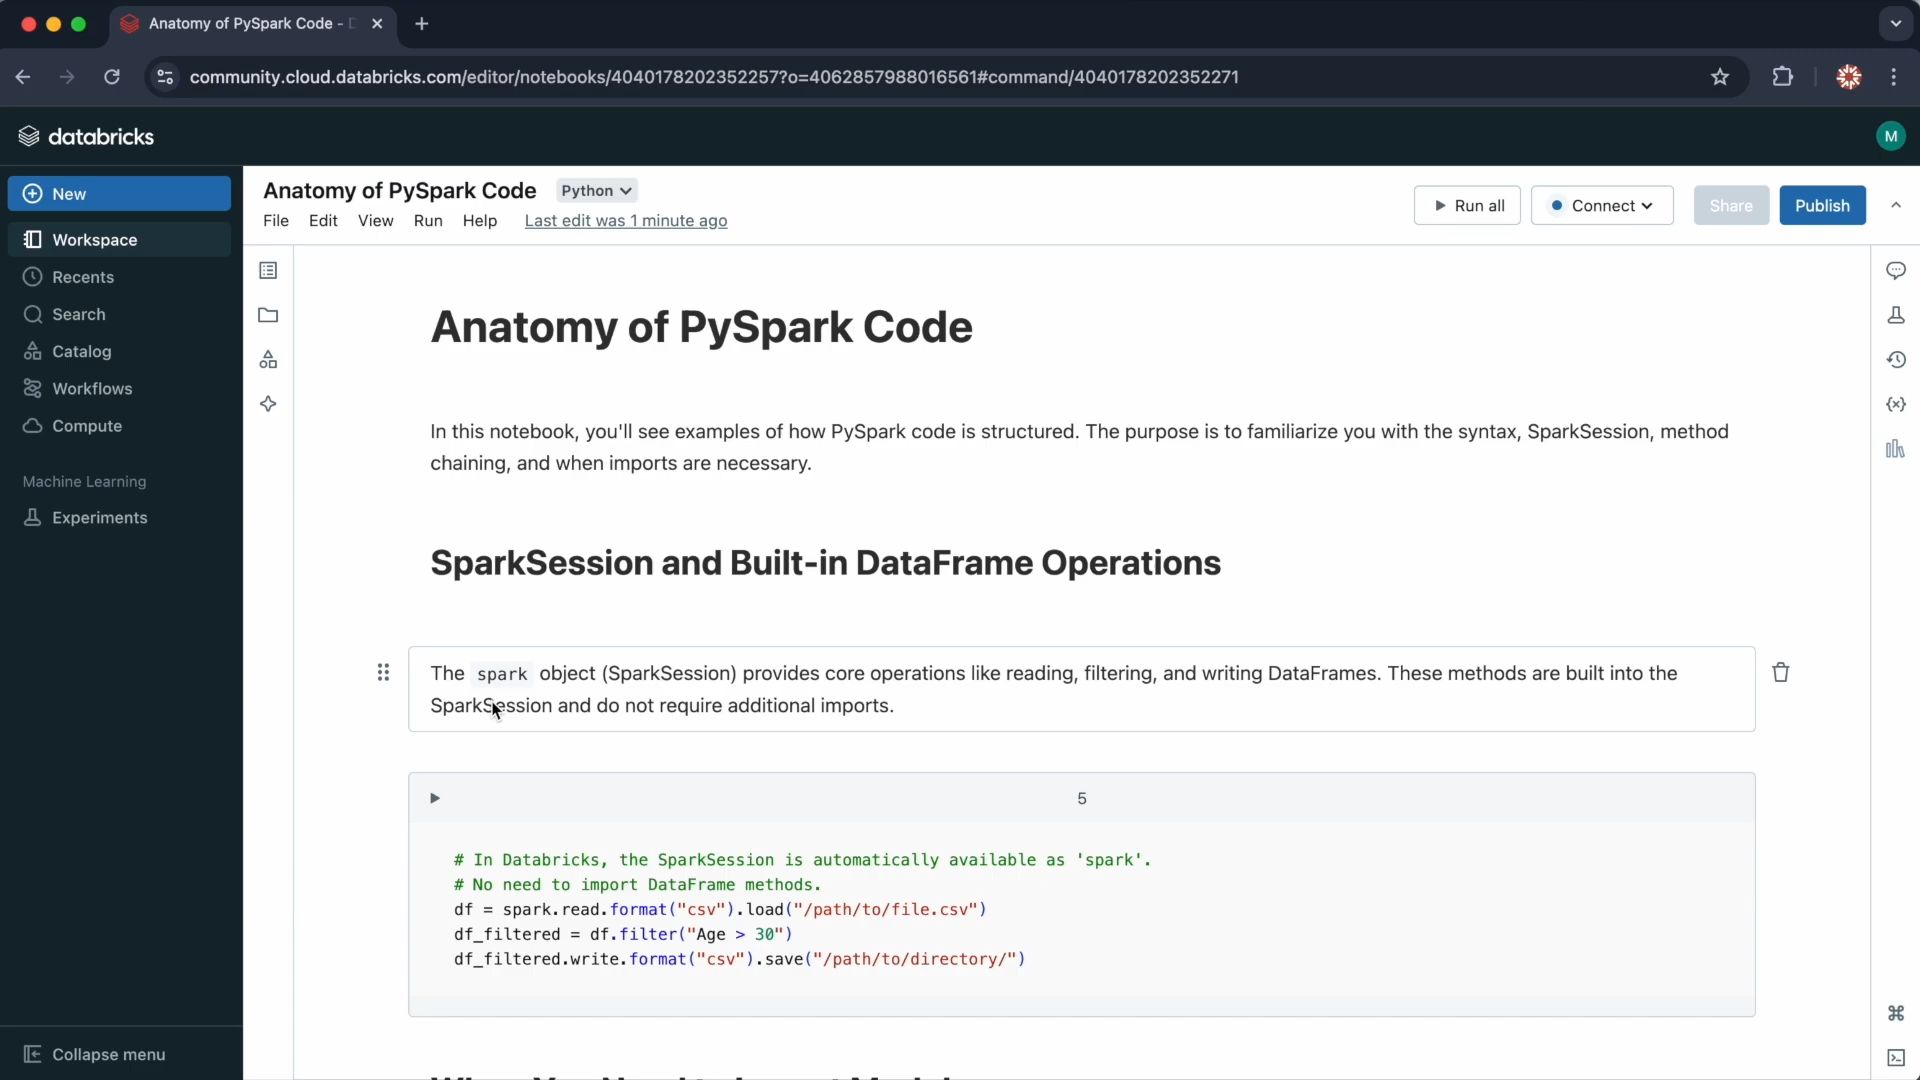 Anatomy of PySpark Code - D
community.cloud.databricks.com/editor/notebooks/4040178202352257?o=4062857988016561#command/4040178202352271
databricks
M
New
Workspace
Recents
Search
Catalog
Workflows
Compute
Machine Learning
Experiments
Collapse menu
Anatomy of PySpark Code Python
File Edit View Run Help Last edit was 1 minute ago
Run all Connect Share Publish
Anatomy of PySpark Code
In this notebook, you'll see examples of how PySpark code is structured. The purpose is to familiarize you with the syntax, SparkSession, method
chaining, and when imports are necessary.
SparkSession and Built-in DataFrame Operations
The spark object (SparkSession) provides core operations like reading, filtering, and writing DataFrames. These methods are built into the
SparkSession and do not require additional imports.
5
# In Databricks, the SparkSession is automatically available as 'spark'.
# No need to import DataFrame methods.
df = spark.read.format("csv").load("/path/to/file.csv")
df_filtered = df.filter("Age > 30")
df_filtered.write.format("csv").save("/path/to/directory/")